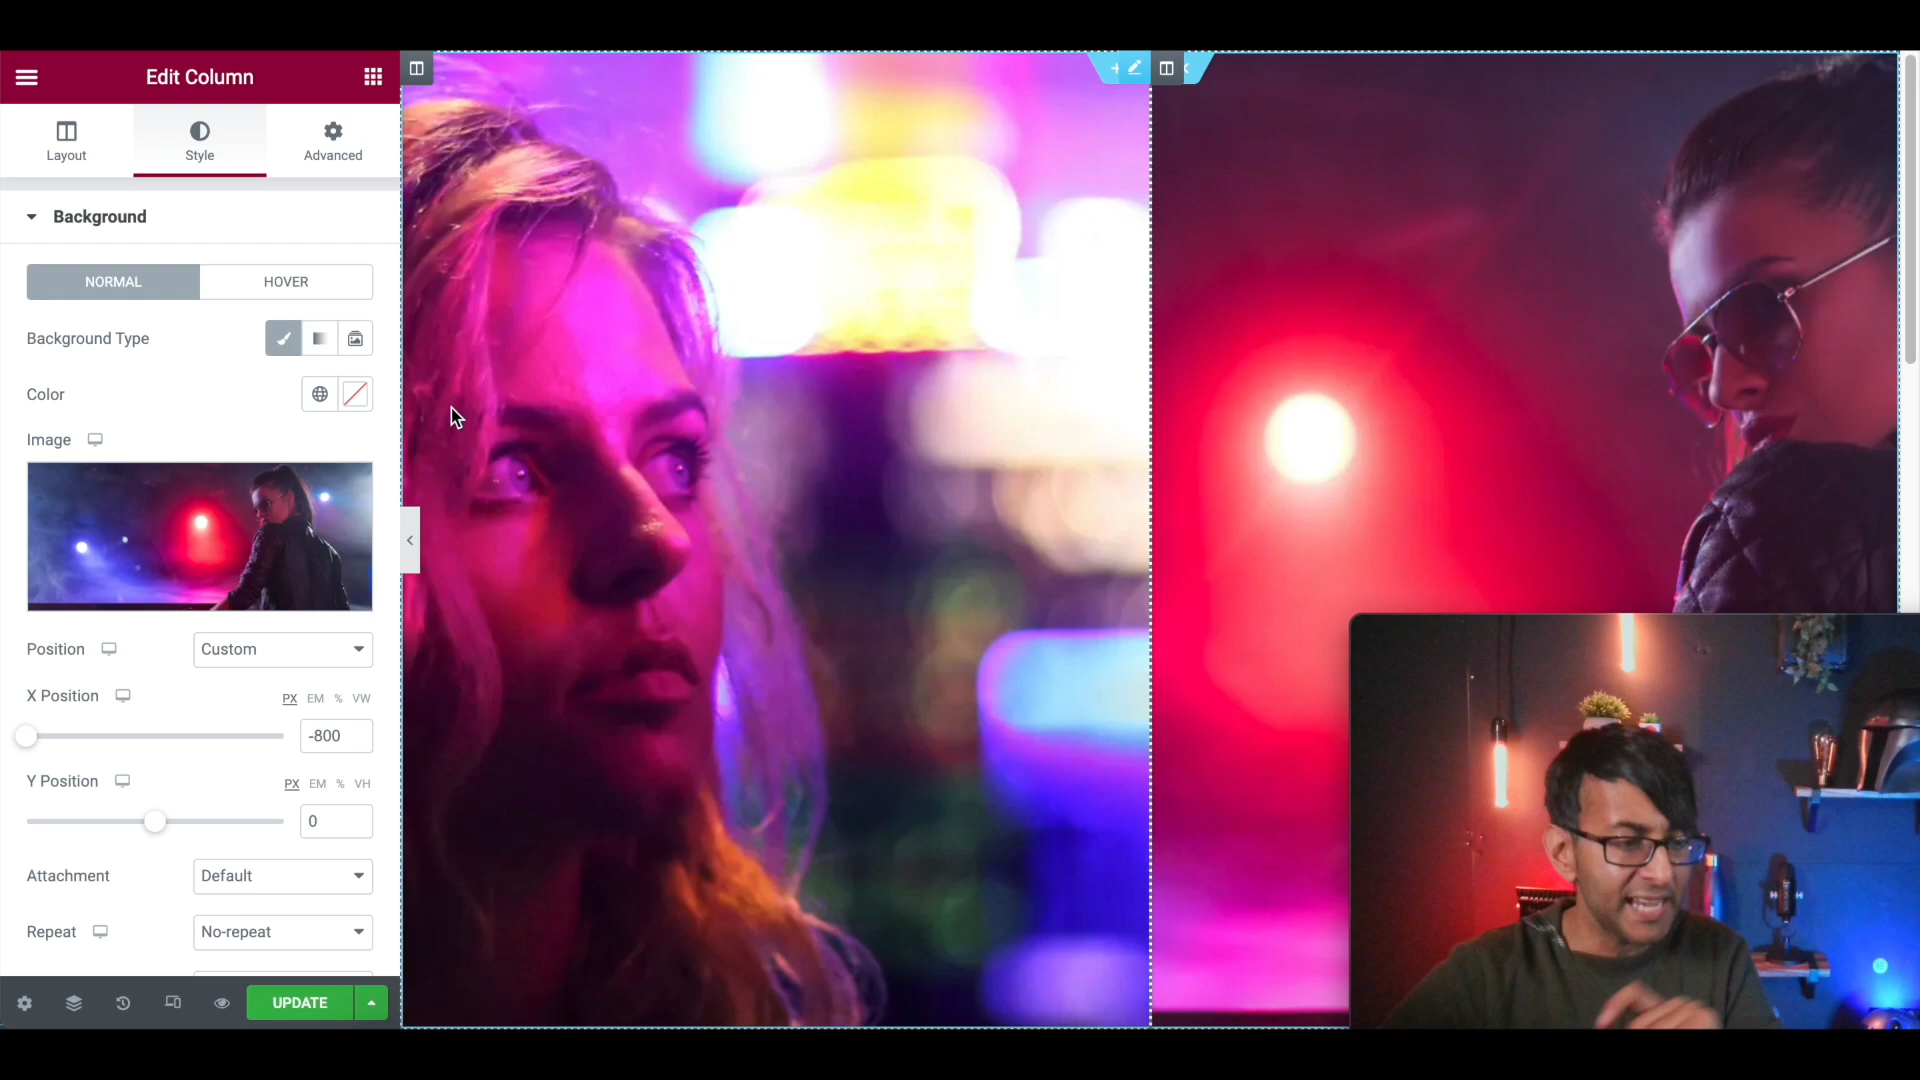 Edit Column
Layout
Style
Advanced
Background
NORMAL
HOVER
Background Type
Color
Image
Position
Custom
X Position
PX EM % VW
-800
Y Position
PX EM % VH
0
Attachment
Default
Repeat
No-repeat
UPDATE